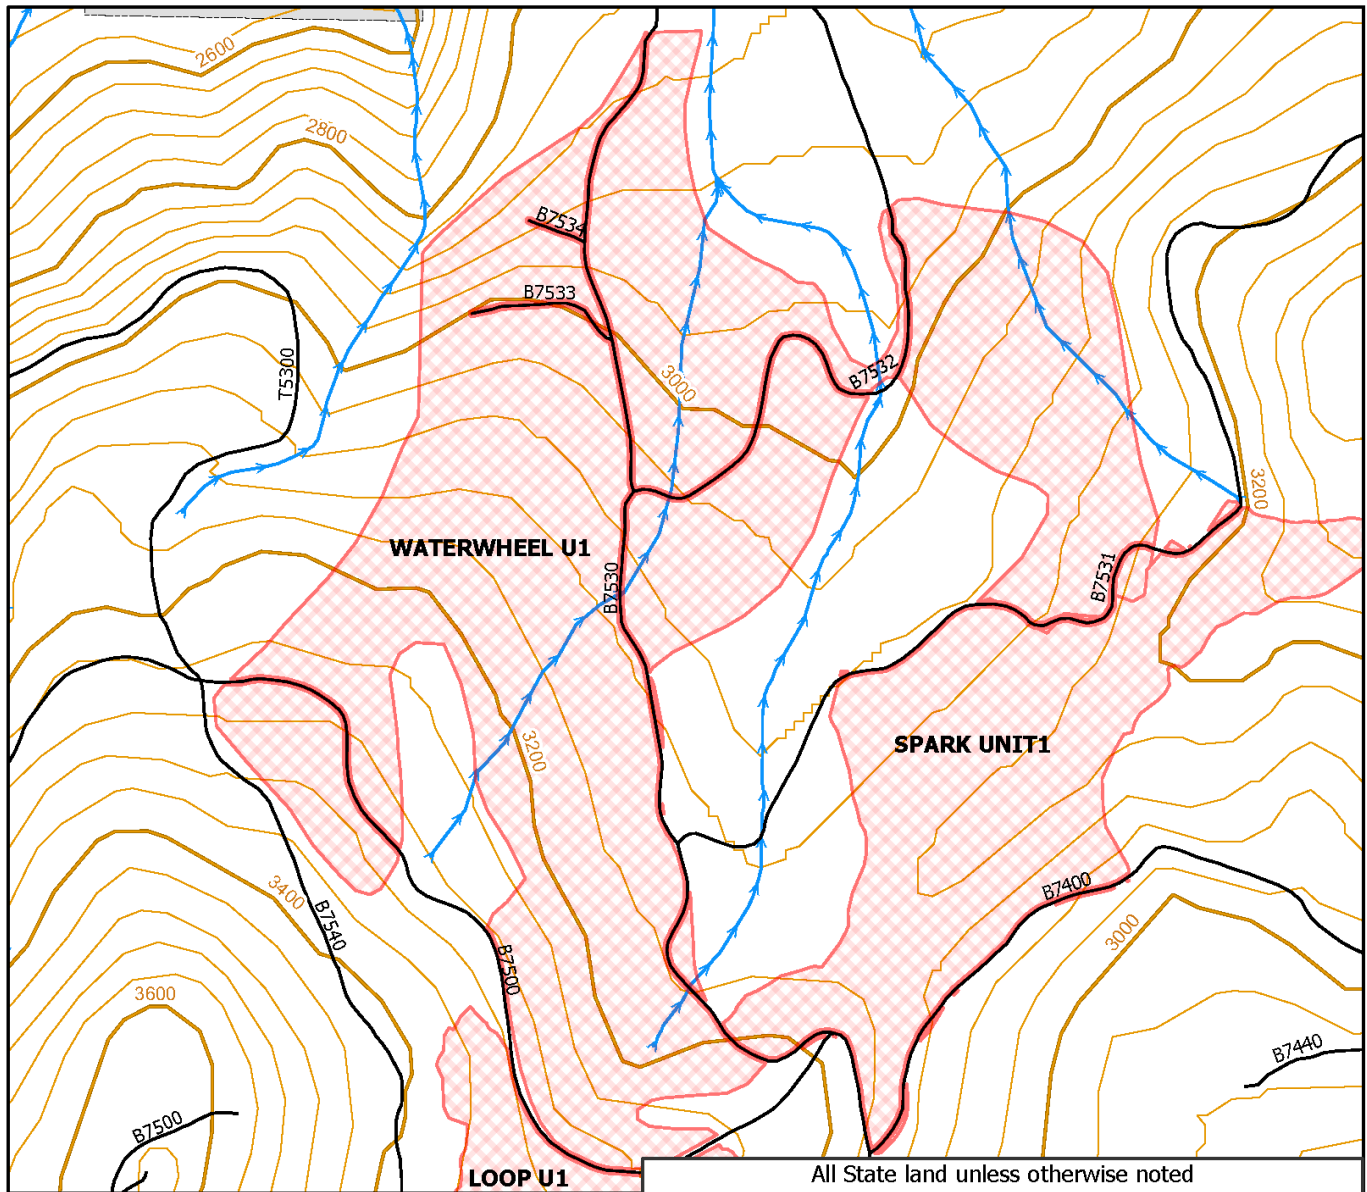 2600
2800
B7534
B7533
T5300
3000
B7532
3200
WATERWHEEL U1
B7530
B7531
3200
SPARK UNIT1
3400
B7540
B7400
3000
B7500
3600
B7440
B7500
LOOP U1
All State land unless otherwise noted